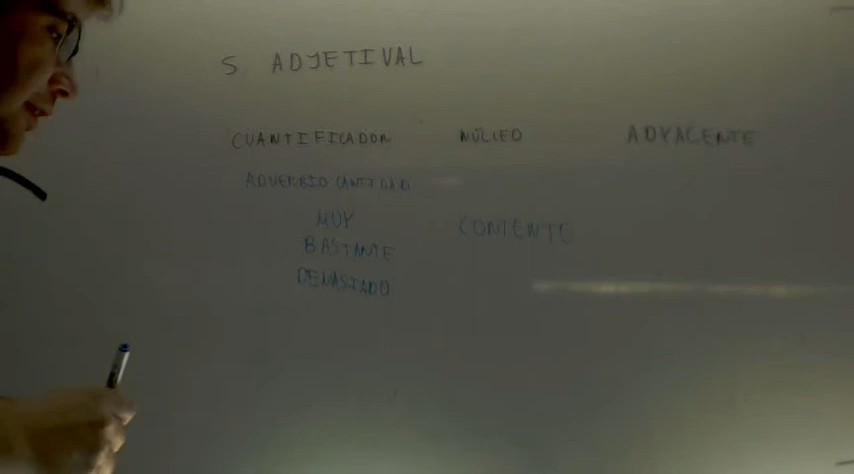 S ADJETIVAL
CUANTIFICADOR NÚCLEO ADYACENTE
ADVERBIO CANTIDAD
MUY CONTENTO
BASTANTE
DEMASIADO